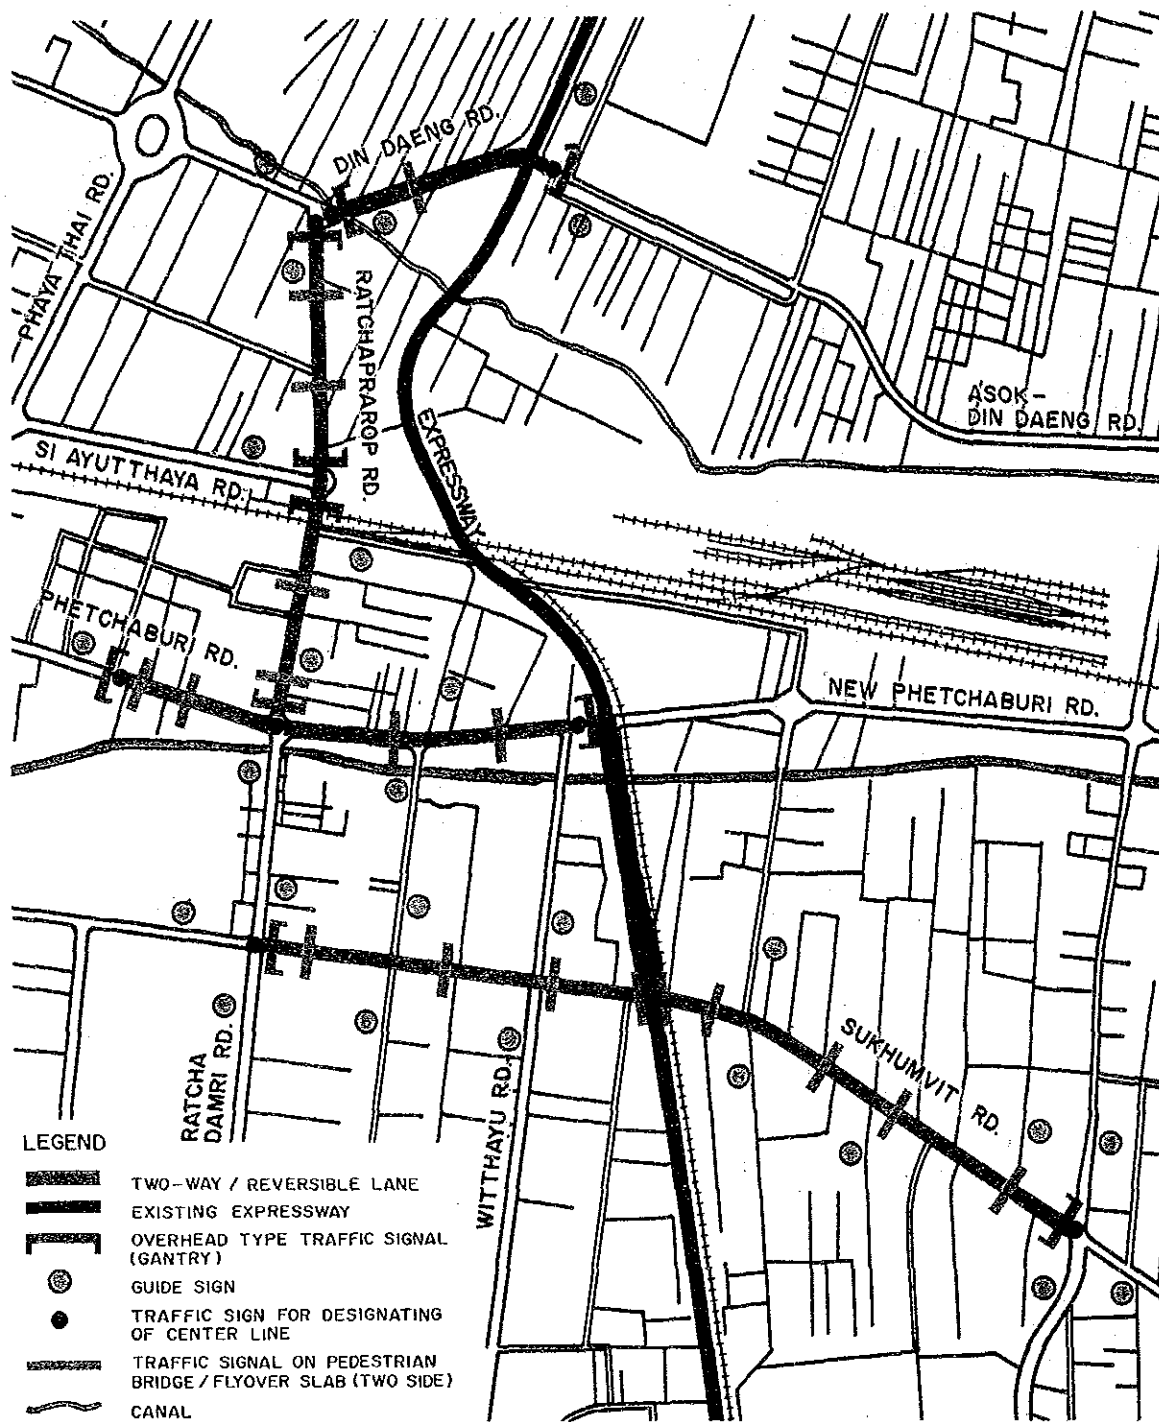 DIN DAENG RD.
PHAYA THAI RD.
RATCHAPRAROP RD.
EXPRESSWAY
ASOK-
DIN DAENG RD.
SI AYUTTHAYA RD.
PHETCHABURI RD.
NEW PHETCHABURI RD.
SUKHUMVIT RD.
RATCHA
DAMRI RD.
WITTHAYU RD.
LEGEND
TWO-WAY / REVERSIBLE LANE
EXISTING EXPRESSWAY
OVERHEAD TYPE TRAFFIC SIGNAL
(GANTRY)
GUIDE SIGN
TRAFFIC SIGN FOR DESIGNATING
OF CENTER LINE
TRAFFIC SIGNAL ON PEDESTRIAN
BRIDGE / FLYOVER SLAB (TWO SIDE)
CANAL